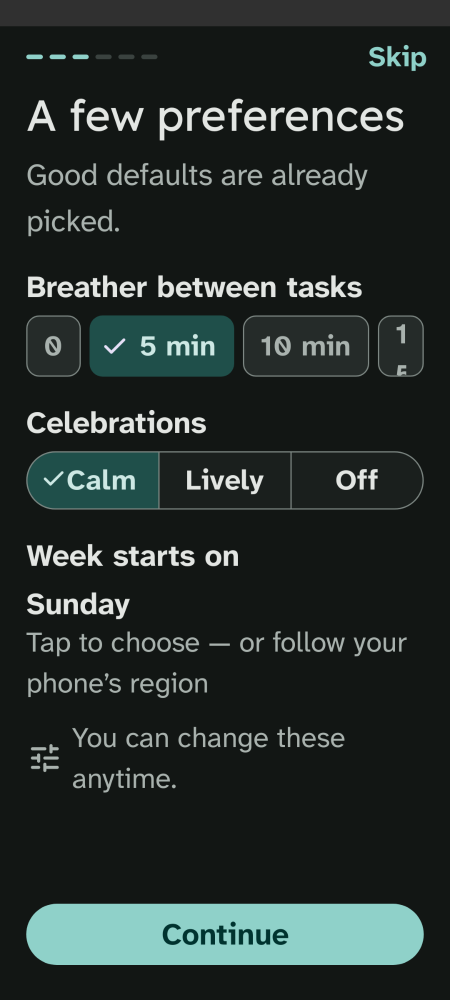 Skip
A few preferences
Good defaults are already
picked.
Breather between tasks
0 5 min 10 min 1
Celebrations
Calm Lively Off
Week starts on
Sunday
Tap to choose — or follow your
phone’s region
You can change these
anytime.
Continue